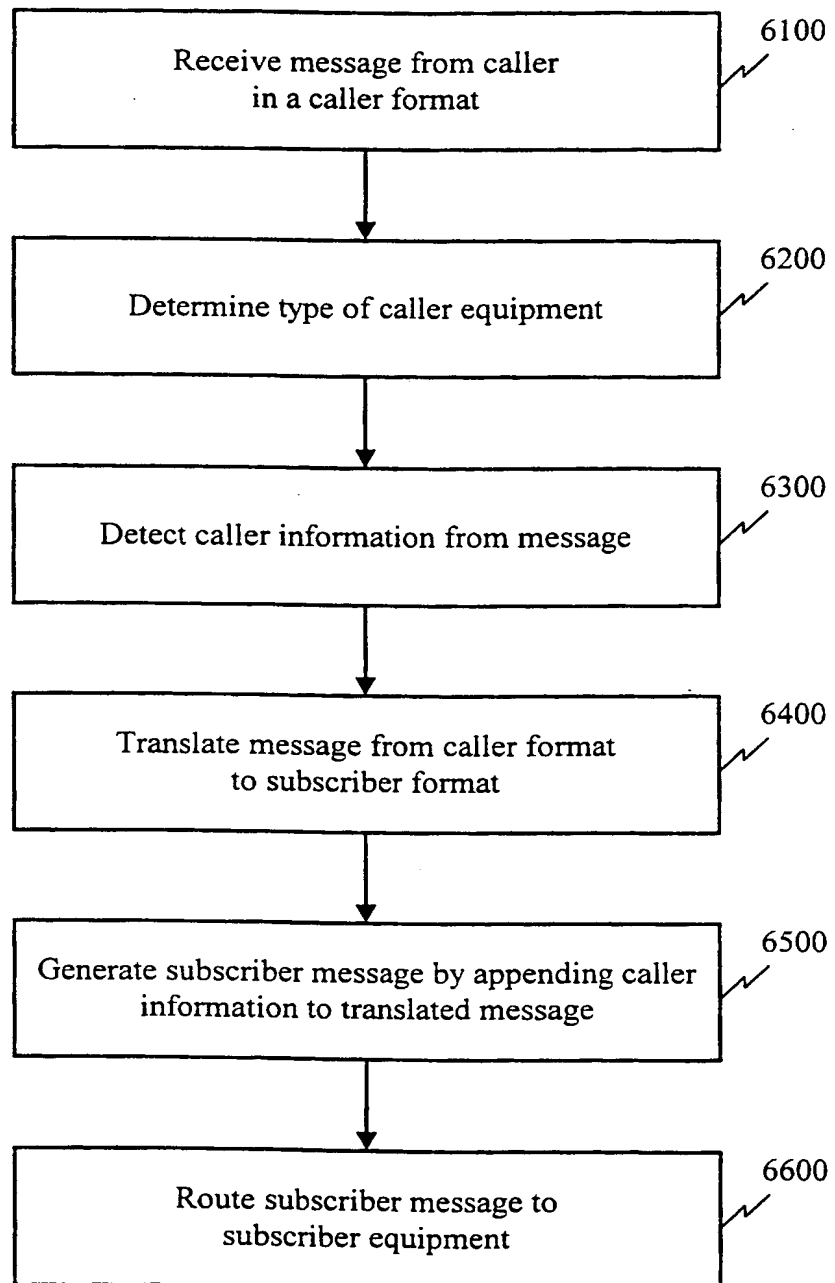 6100
Receive message from caller
in a caller format
6200
Determine type of caller equipment
6300
Detect caller information from message
6400
Translate message from caller format
to subscriber format
6500
Generate subscriber message by appending caller
information to translated message
6600
Route subscriber message to
subscriber equipment